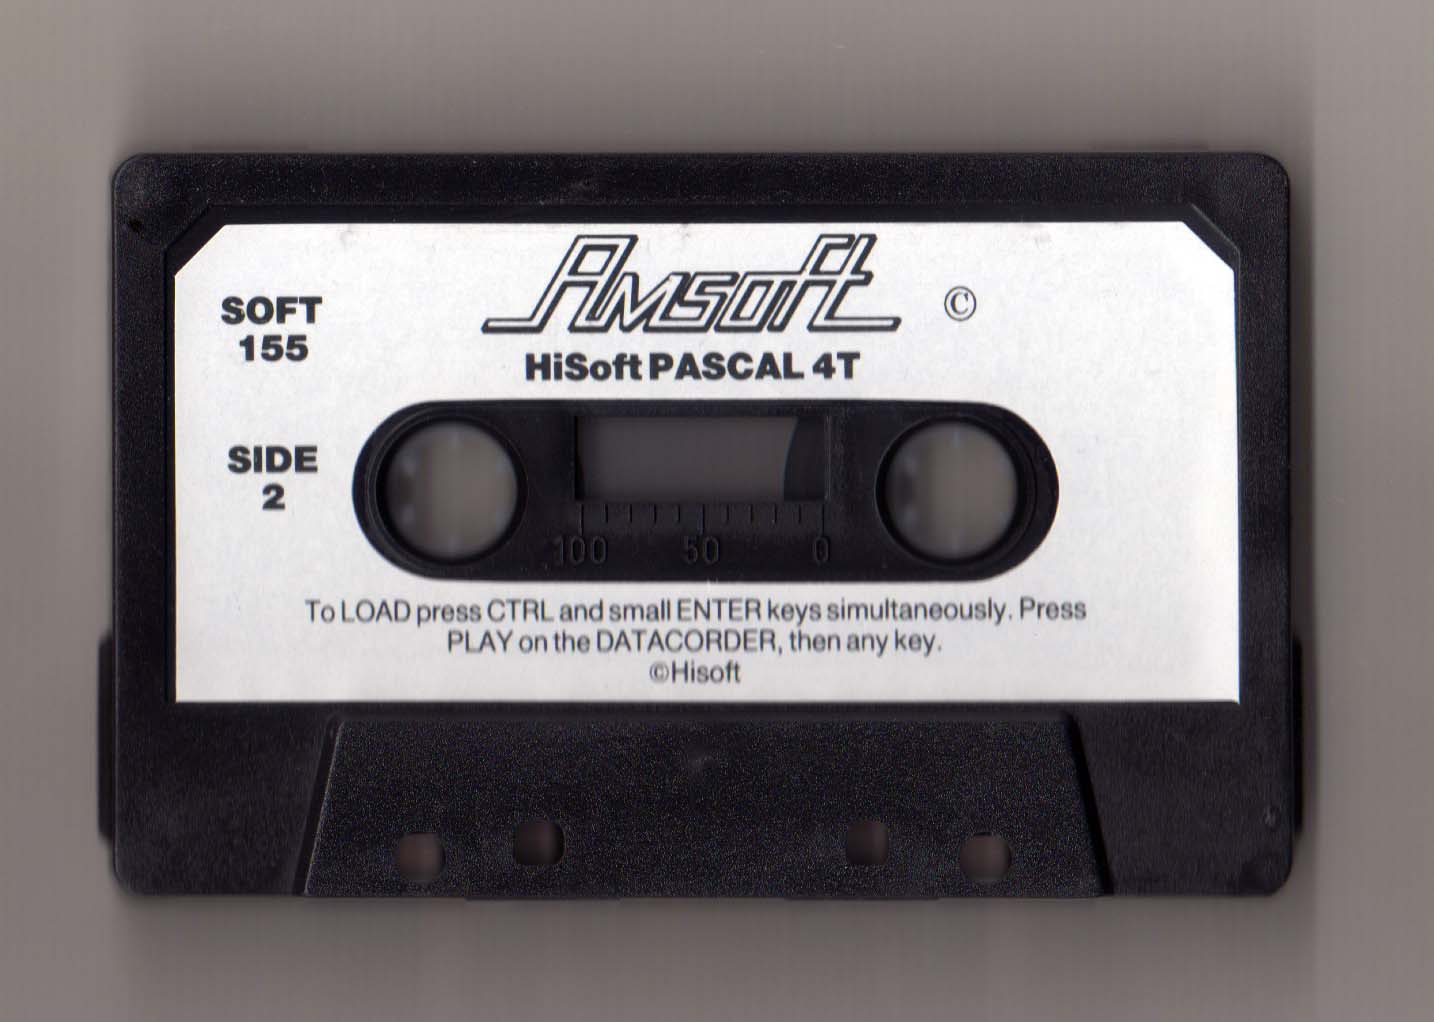 Amsoft ©
SOFT
155
HiSoft PASCAL 4T
SIDE
2
100 50 0
To LOAD press CTRL and small ENTER keys simultaneously. Press
PLAY on the DATACORDER, then any key.
©Hisoft